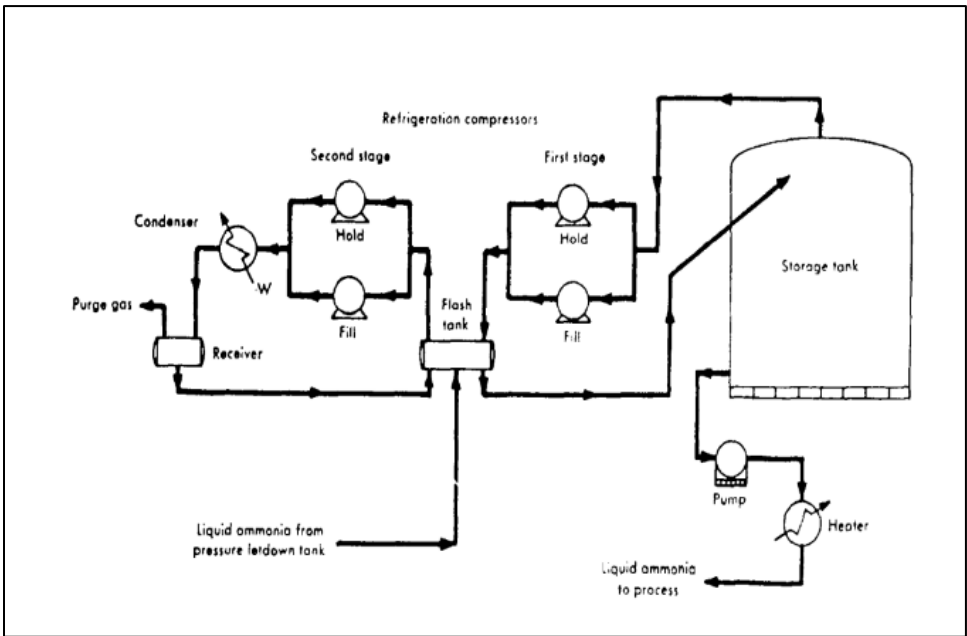 Refrigeration compressors
Second stage
First stage
Condenser
Hold
Hold
Storage tank
W
Purge gas
Fill
Flash
tank
Fill
Receiver
Pump
Liquid ammonia from
pressure letdown tank
Heater
Liquid ammonia
to process